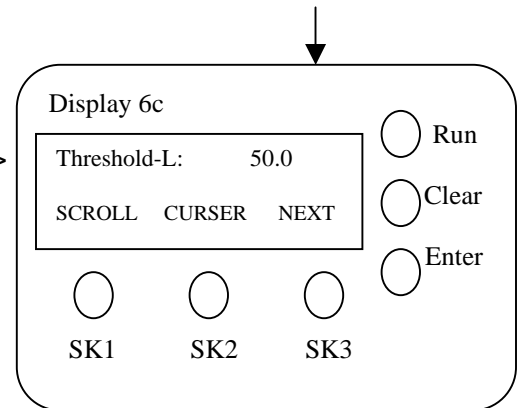 Display 6c
Threshold-L: 50.0
SCROLL CURSER NEXT
Run
Clear
Enter
SK1 SK2 SK3